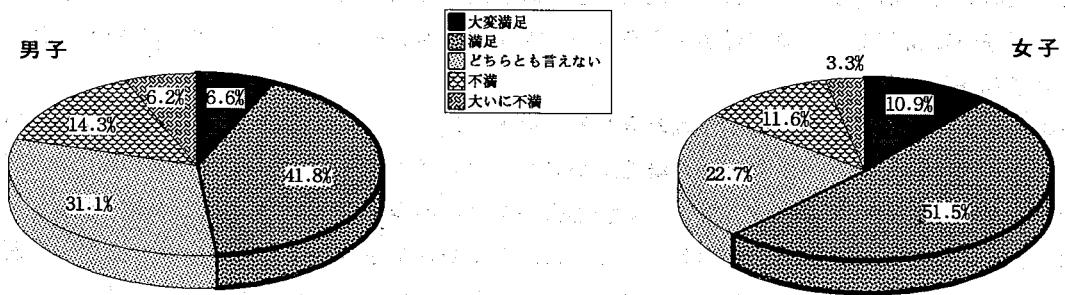 男子
大変満足
満足
どちらとも言えない
不満
大いに不満
女子
6.2%
6.6%
14.3%
41.8%
31.1%
3.3%
10.9%
11.6%
22.7%
51.5%